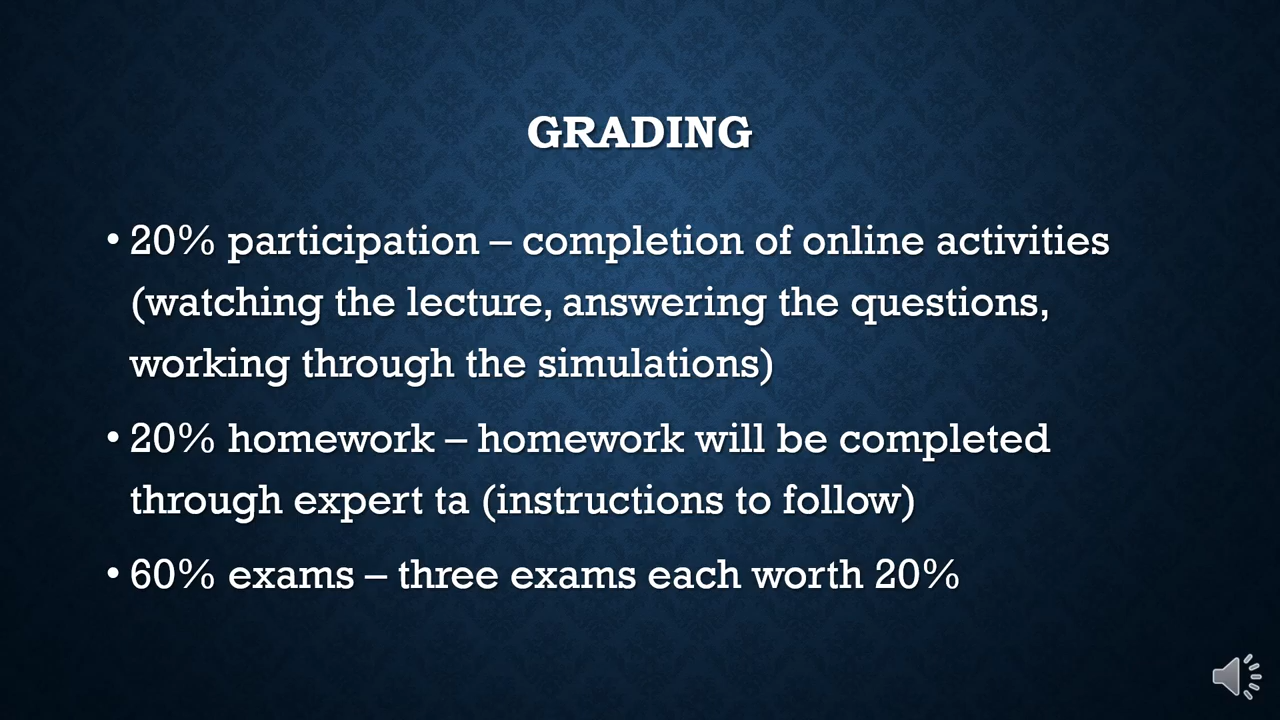 GRADING
• 20% participation – completion of online activities
(watching the lecture, answering the questions,
working through the simulations)
• 20% homework – homework will be completed
through expert ta (instructions to follow)
• 60% exams – three exams each worth 20%